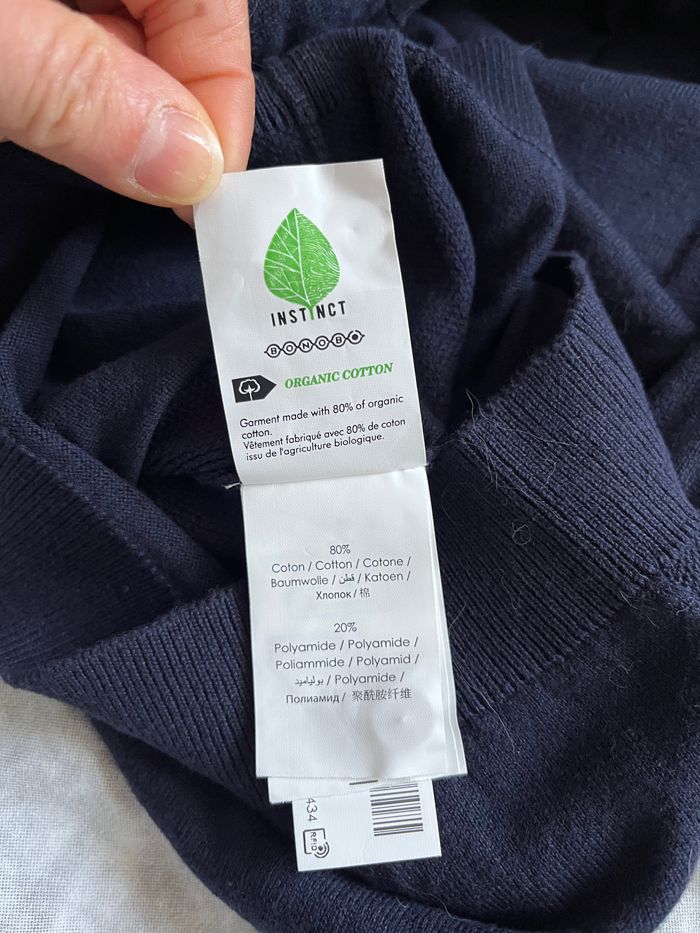 INSTINCT
BONOBO
ORGANIC COTTON
Garment made with 80% of organic
cotton.
Vêtement fabriqué avec 80% de coton
issu de l'agriculture biologique.
80%
Coton / Cotton / Cotone /
Baumwolle / قطن / Katoen /
Хлопок / 棉
20%
Polyamide / Polyamide /
Poliammide / Polyamid /
بولياميد / Polyamide /
Полиамид / 聚酰胺纤维
434
RFID